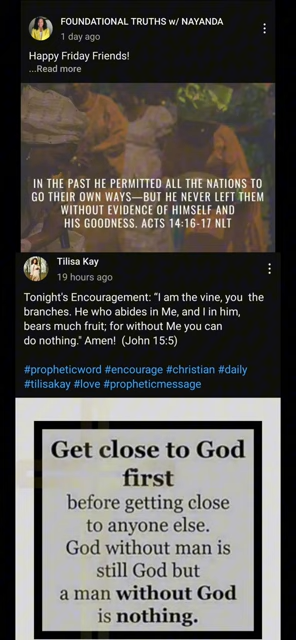 FOUNDATIONAL TRUTHS w/ NAYANDA
1 day ago
Happy Friday Friends!
...Read more
IN THE PAST HE PERMITTED ALL THE NATIONS TO
GO THEIR OWN WAYS—BUT HE NEVER LEFT THEM
WITHOUT EVIDENCE OF HIMSELF AND
HIS GOODNESS. ACTS 14:16-17 NLT
Tilisa Kay
19 hours ago
Tonight's Encouragement: "I am the vine, you  the
branches. He who abides in Me, and I in him,
bears much fruit; for without Me you can
do nothing." Amen!  (John 15:5)
#propheticword #encourage #christian #daily
#tilisakay #love #propheticmessage
Get close to God
first
before getting close
to anyone else.
God without man is
still God but
a man without God
is nothing.